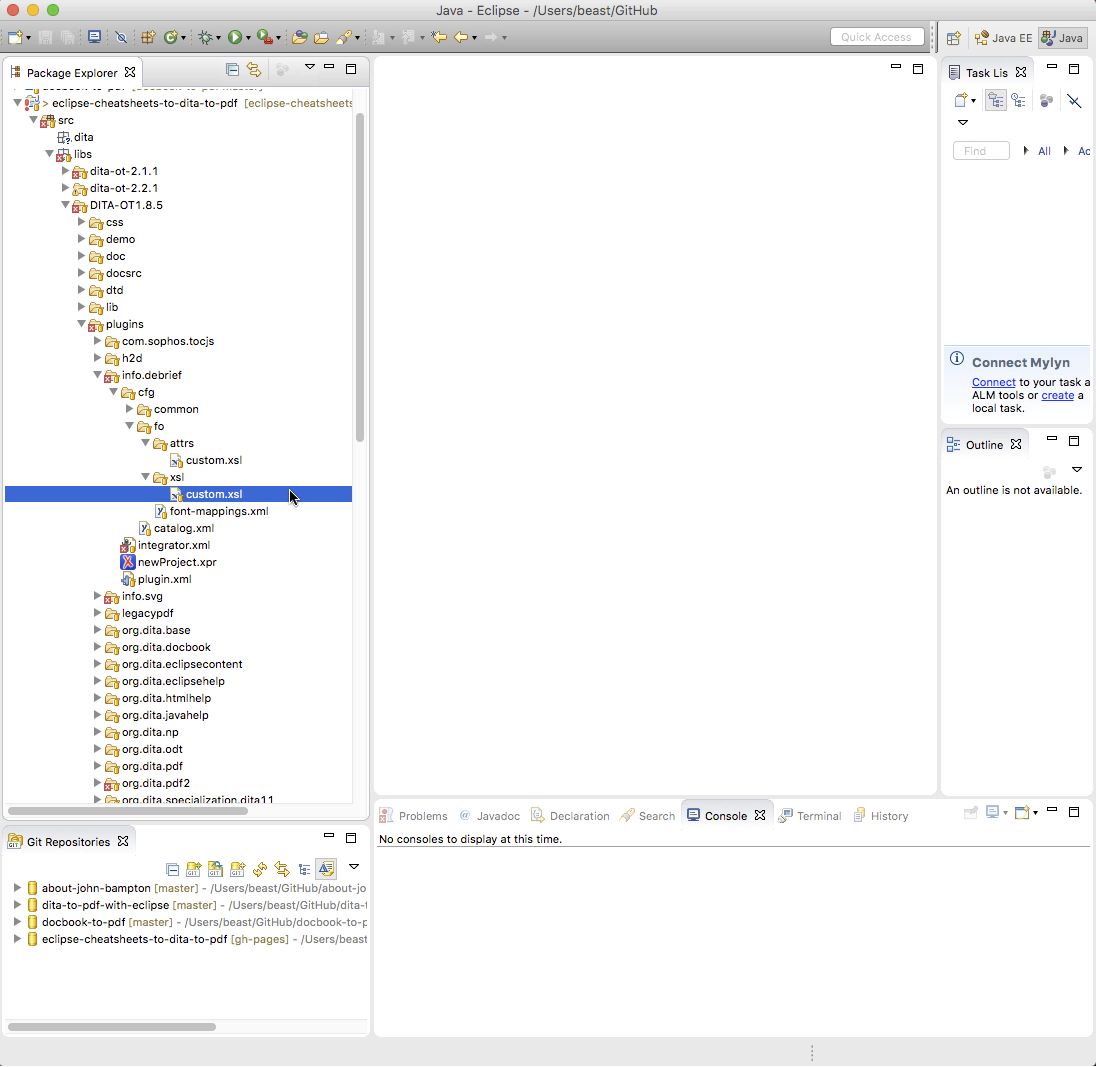 Java - Eclipse - /Users/beast/GitHub
Quick Access
Java EE
Java
Package Explorer
> eclipse-cheatsheets-to-dita-to-pdf [eclipse-cheatsheets
src
dita
libs
dita-ot-2.1.1
dita-ot-2.2.1
DITA-OT1.8.5
css
demo
doc
docsrc
dtd
lib
plugins
com.sophos.tocjs
h2d
info.debrief
cfg
common
fo
attrs
custom.xsl
xsl
custom.xsl
font-mappings.xml
catalog.xml
integrator.xml
newProject.xpr
plugin.xml
info.svg
legacypdf
org.dita.base
org.dita.docbook
org.dita.eclipsecontent
org.dita.eclipsehelp
org.dita.htmlhelp
org.dita.javahelp
org.dita.np
org.dita.odt
org.dita.pdf
org.dita.pdf2
org.dita.specialization.dita11
Git Repositories
about-john-bampton [master] - /Users/beast/GitHub/about-jo
dita-to-pdf-with-eclipse [master] - /Users/beast/GitHub/dita-t
docbook-to-pdf [master] - /Users/beast/GitHub/docbook-to-p
eclipse-cheatsheets-to-dita-to-pdf [gh-pages] - /Users/beast
Problems
Javadoc
Declaration
Search
Console
Terminal
History
No consoles to display at this time.
Task Lis
Find
All
Ac
Connect Mylyn
Connect to your task a
ALM tools or create a
local task.
Outline
An outline is not available.